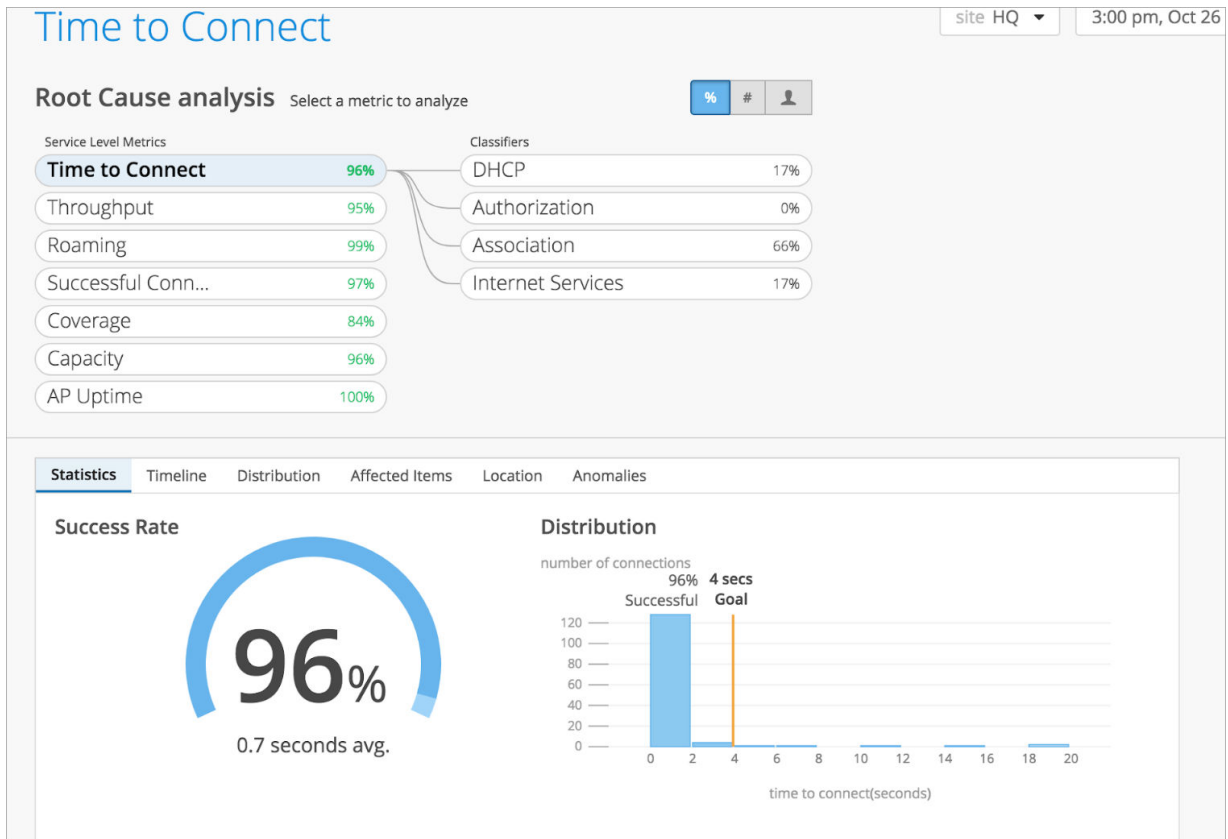 Time to Connect
site HQ
3:00 pm, Oct 26
Root Cause analysis Select a metric to analyze
% #
Service Level Metrics
Classifiers
Time to Connect 96%
DHCP 17%
Throughput 95%
Authorization 0%
Roaming 99%
Association 66%
Successful Conn... 97%
Internet Services 17%
Coverage 84%
Capacity 96%
AP Uptime 100%
Statistics Timeline Distribution Affected Items Location Anomalies
Success Rate
96%
0.7 seconds avg.
Distribution
number of connections
96% 4 secs
Successful Goal
120
100
80
60
40
20
0
0 2 4 6 8 10 12 14 16 18 20
time to connect(seconds)